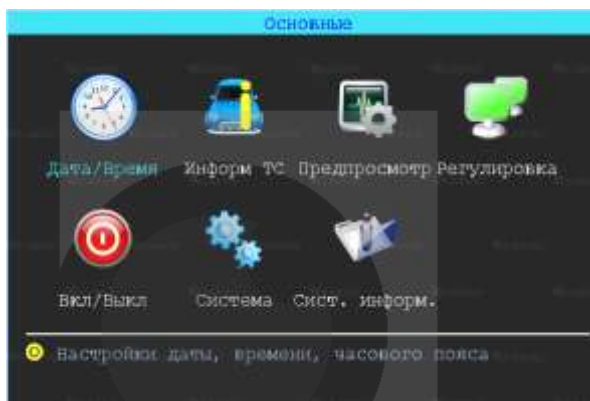 Основные
Дата/Время Информ ТС Предпросмотр Регулировка
Вкл/Выкл Система Сист. информ.
Настройки даты, времени, часового пояса